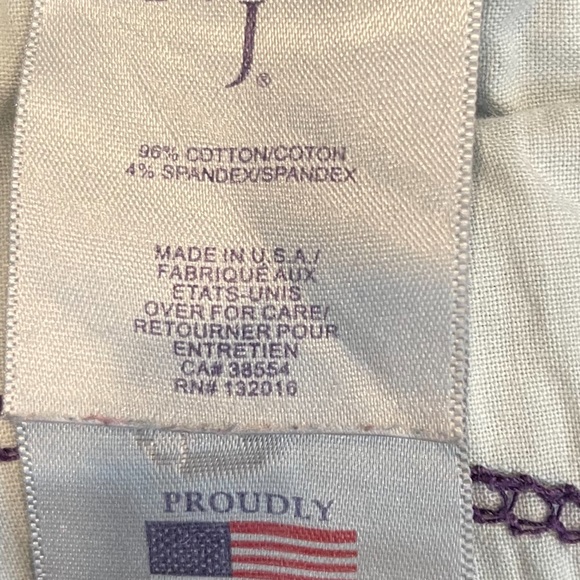 J®
96% COTTON/COTON
4% SPANDEX/SPANDEX
MADE IN U.S.A./
FABRIQUÉ AUX
ETATS-UNIS
OVER FOR CARE/
RETOURNER POUR
ENTRETIEN
CA# 38554
RN# 132016
PROUDLY